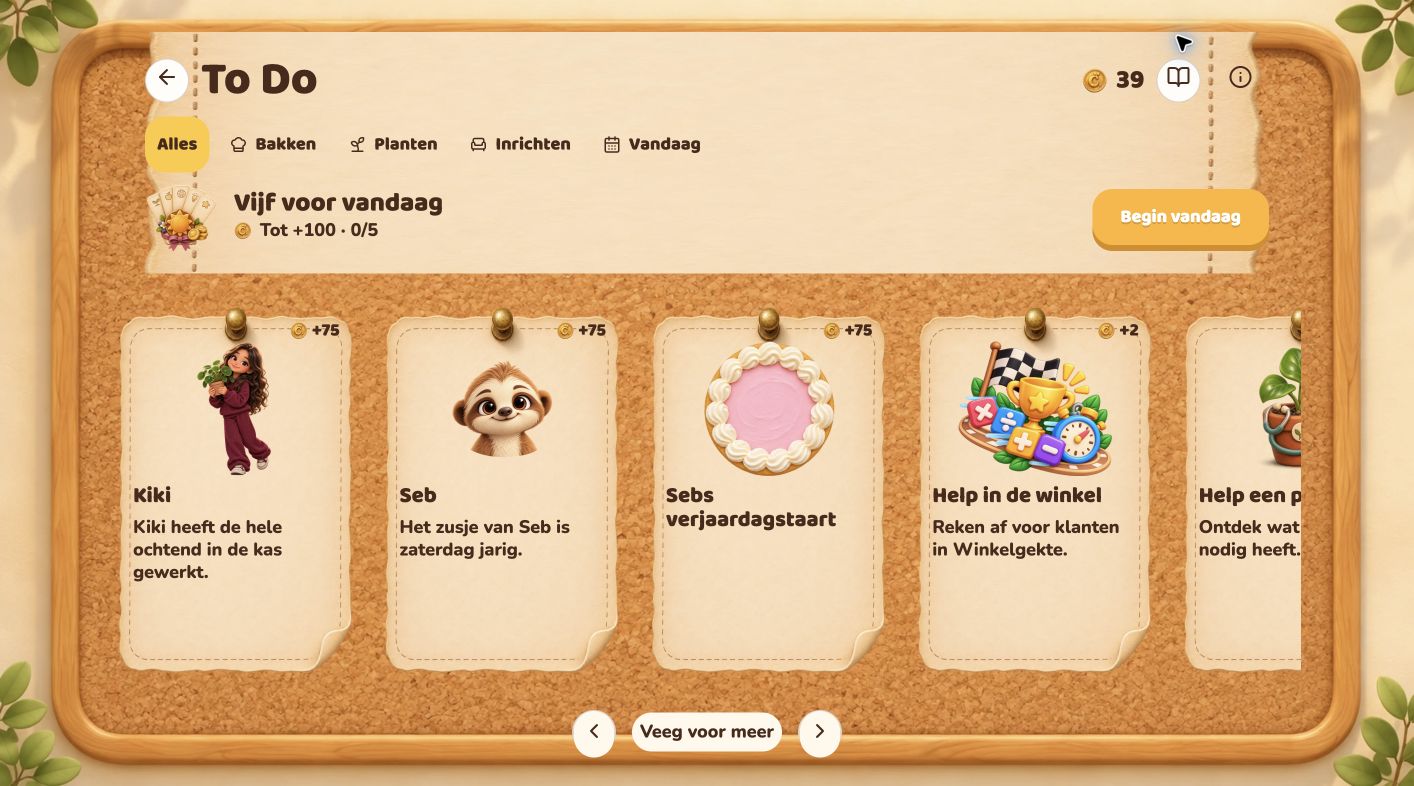 To Do
39
Alles
Bakken
Planten
Inrichten
Vandaag
Vijf voor vandaag
Tot +100 · 0/5
Begin vandaag
+75
Kiki
Kiki heeft de hele
ochtend in de kas
gewerkt.
+75
Seb
Het zusje van Seb is
zaterdag jarig.
+75
Sebs
verjaardagstaart
+2
Help in de winkel
Reken af voor klanten
in Winkelgekte.
Help een p
Ontdek wat
nodig heeft.
Veeg voor meer